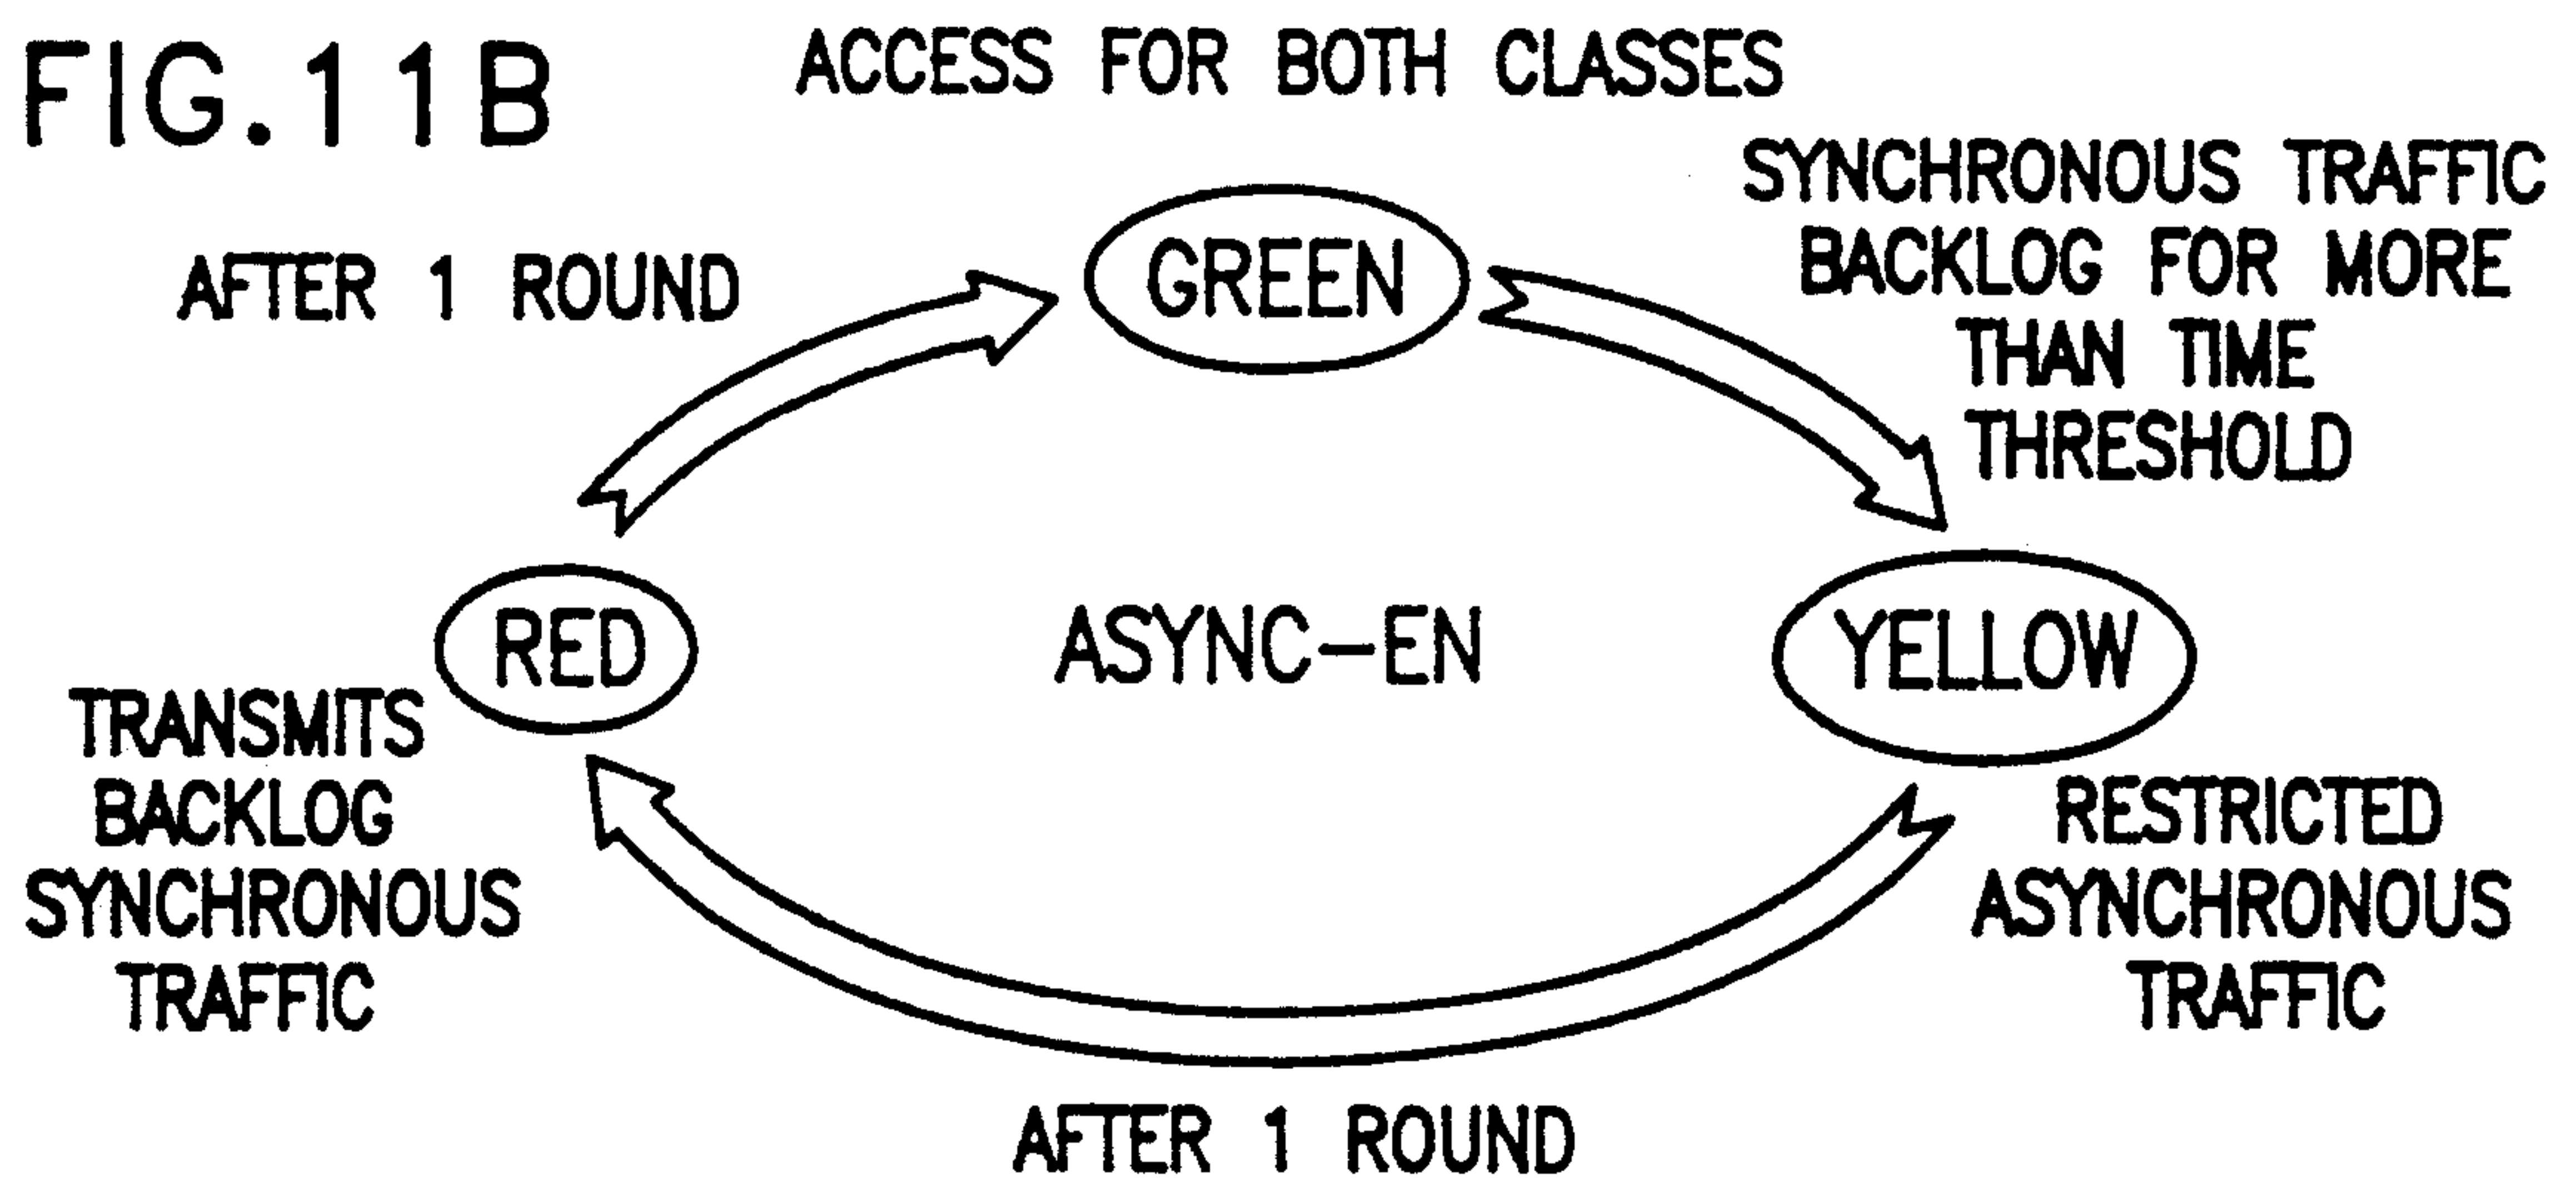 FIG.11B
ACCESS FOR BOTH CLASSES
SYNCHRONOUS TRAFFIC
BACKLOG FOR MORE
THAN TIME
THRESHOLD
AFTER 1 ROUND
GREEN
RED
ASYNC-EN
YELLOW
TRANSMITS
BACKLOG
SYNCHRONOUS
TRAFFIC
RESTRICTED
ASYNCHRONOUS
TRAFFIC
AFTER 1 ROUND